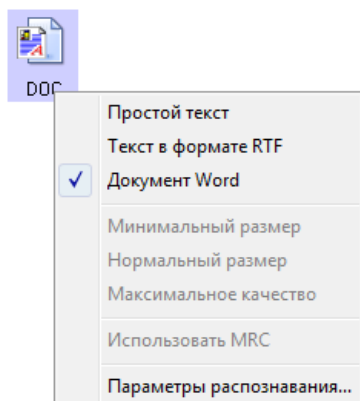 DOC
Простой текст
Текст в формате RTF
Документ Word
Минимальный размер
Нормальный размер
Максимальное качество
Использовать MRC
Параметры распознавания...